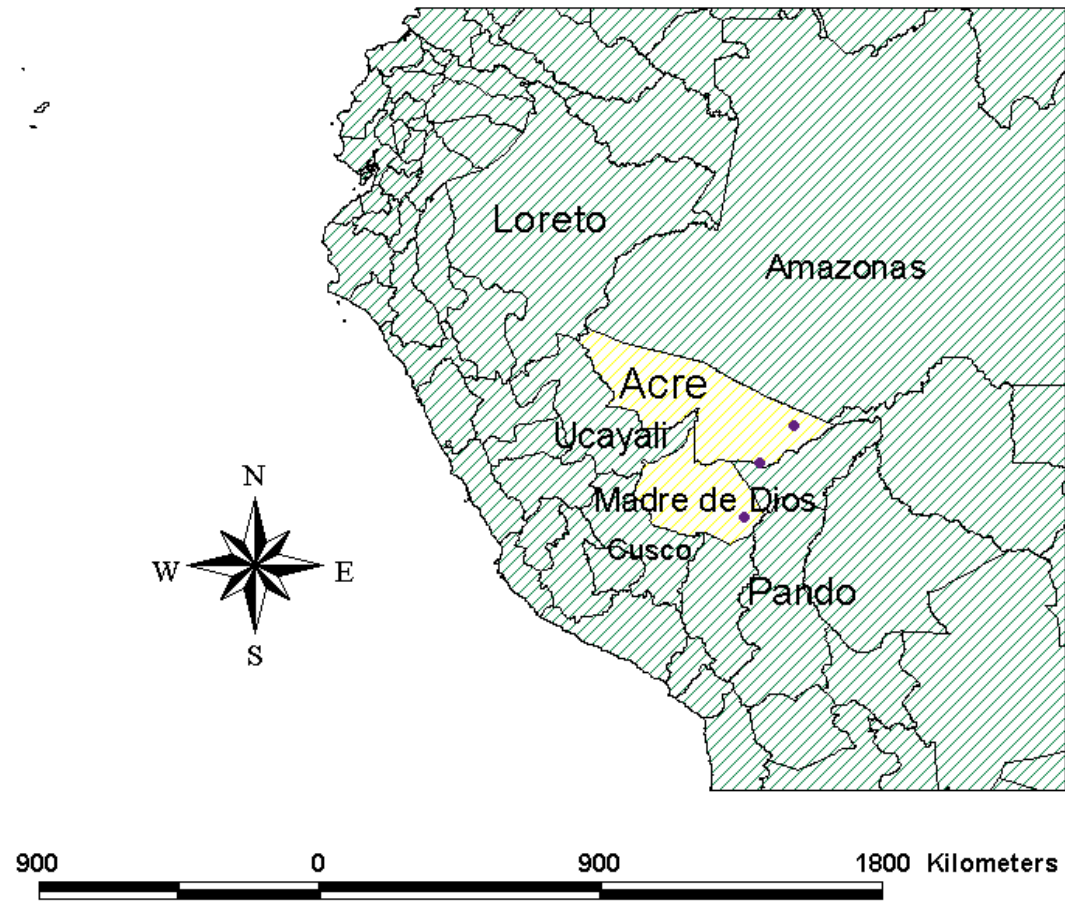 Loreto
Amazonas
Acre
Ucayali
Madre de Dios
Cusco
Pando
N
W E
S
900 0 900 1800 Kilometers